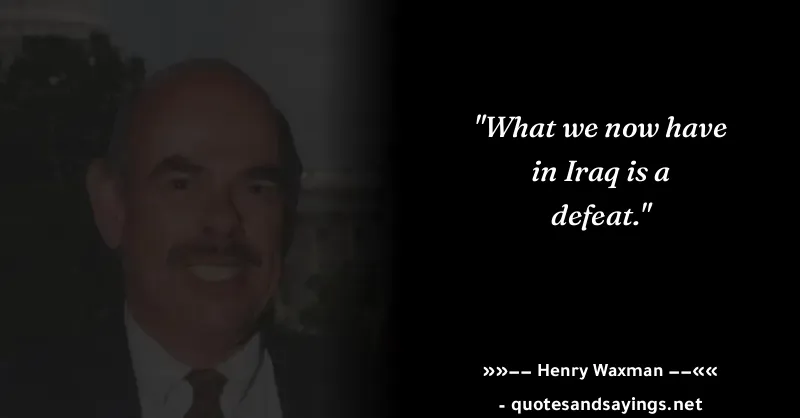 "What we now have
in Iraq is a
defeat."
»»−− Henry Waxman −−««
- quotesandsayings.net